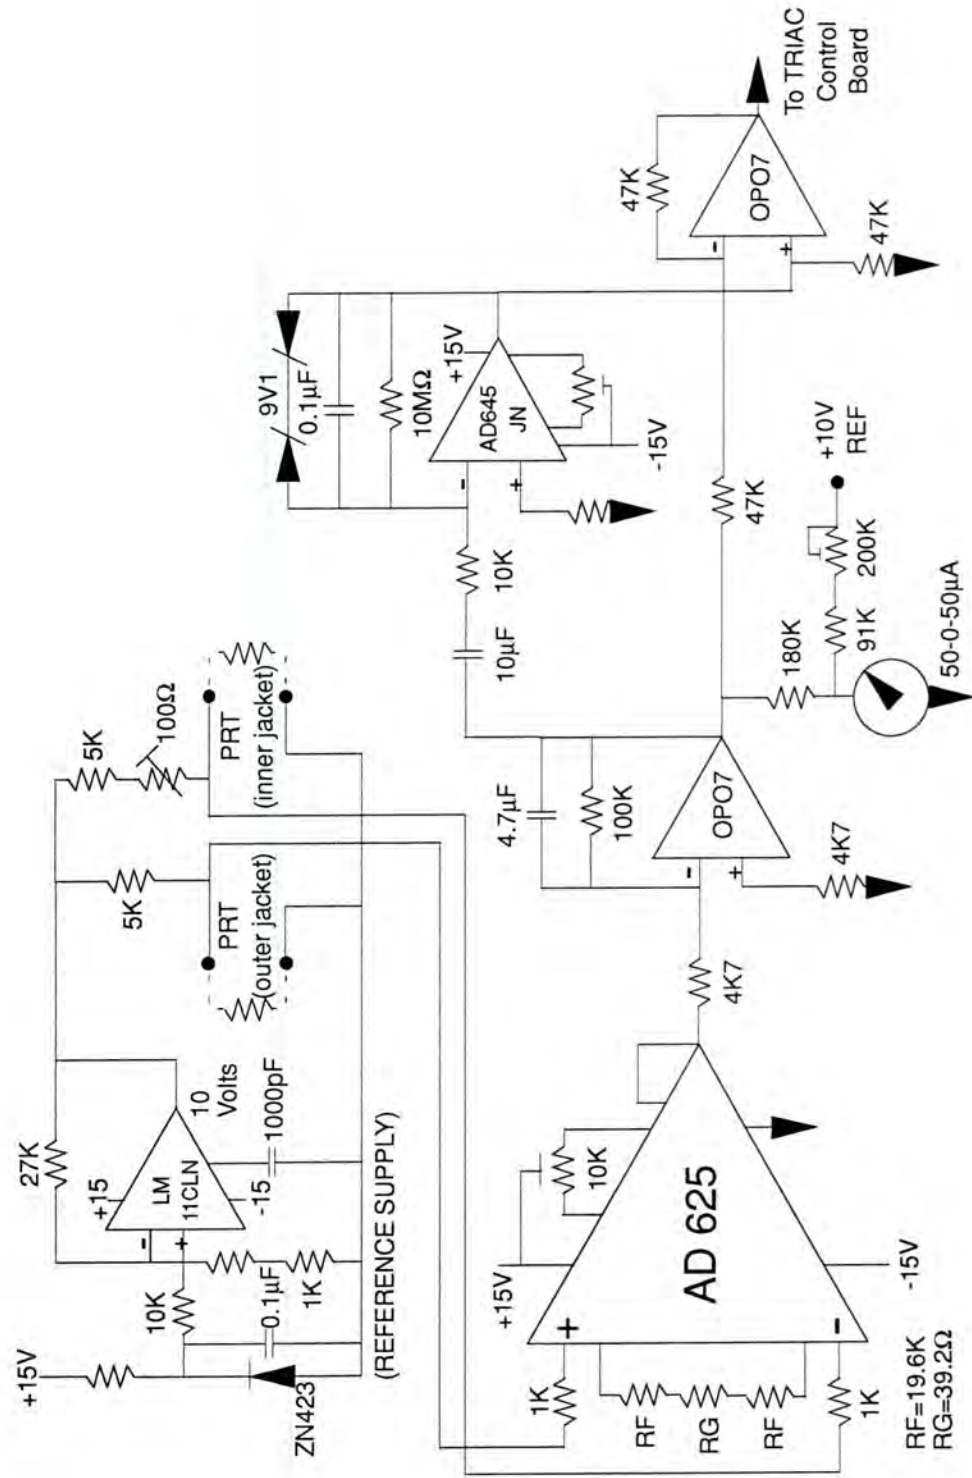 +15V
ZN423
10K
0.1µF
1K
27K
+15
LM
11CLN
-
+
-15
10
Volts
1000pF
(REFERENCE SUPPLY)
5K
PRT
(outer jacket)
5K
100Ω
PRT
(inner jacket)
1K
RF
RG
RF
1K
RF=19.6K
RG=39.2Ω
+15V
10K
+
AD 625
-
-15V
4K7
4.7µF
100K
-
+
OPO7
4K7
10µF
10K
9V1
0.1µF
10MΩ
+15V
AD645
JN
-
+
-15V
47K
180K
91K
200K
+10V
REF
50-0-50µA
47K
-
+
OPO7
47K
To TRIAC
Control
Board